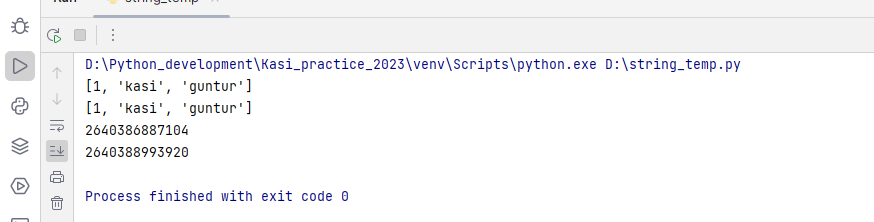 string_temp
D:\Python_development\Kasi_practice_2023\venv\Scripts\python.exe D:\string_temp.py
[1, 'kasi', 'guntur']
[1, 'kasi', 'guntur']
2640386887104
2640388993920
Process finished with exit code 0